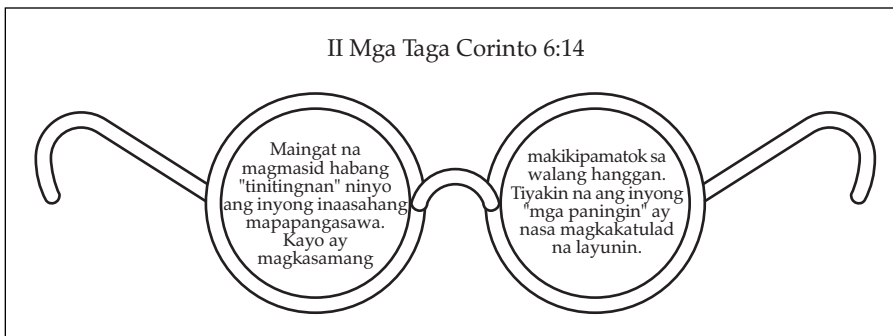 II Mga Taga Corinto 6:14
Maingat na
magmasid habang
"tinitingnan" ninyo
ang inyong inaasahang
mapapangasawa.
Kayo ay
magkasamang
makikipamatok sa
walang hanggan.
Tiyakin na ang inyong
"mga paningin" ay
nasa magkakatulad
na layunin.